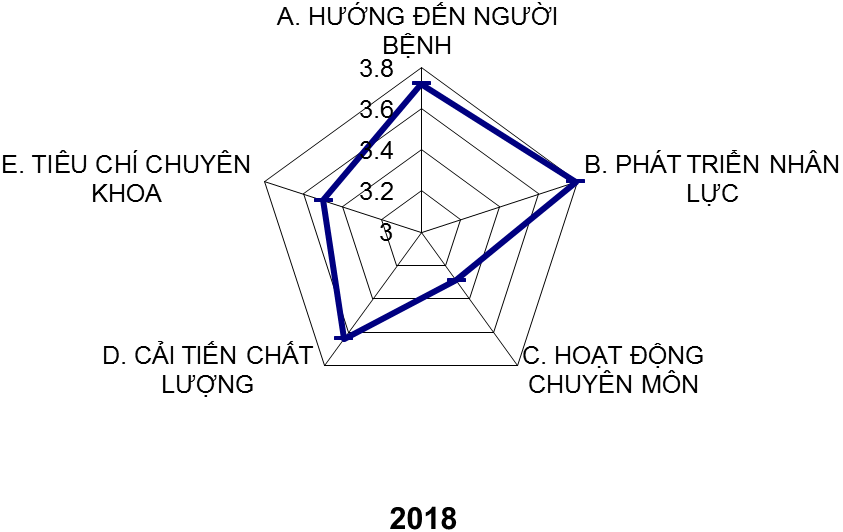 A. HƯỚNG ĐẾN NGƯỜI
BỆNH
3.8
3.6
3.4
3.2
3
B. PHÁT TRIỂN NHÂN
LỰC
E. TIÊU CHÍ CHUYÊN
KHOA
D. CẢI TIẾN CHẤT
LƯỢNG
C. HOẠT ĐỘNG
CHUYÊN MÔN
2018